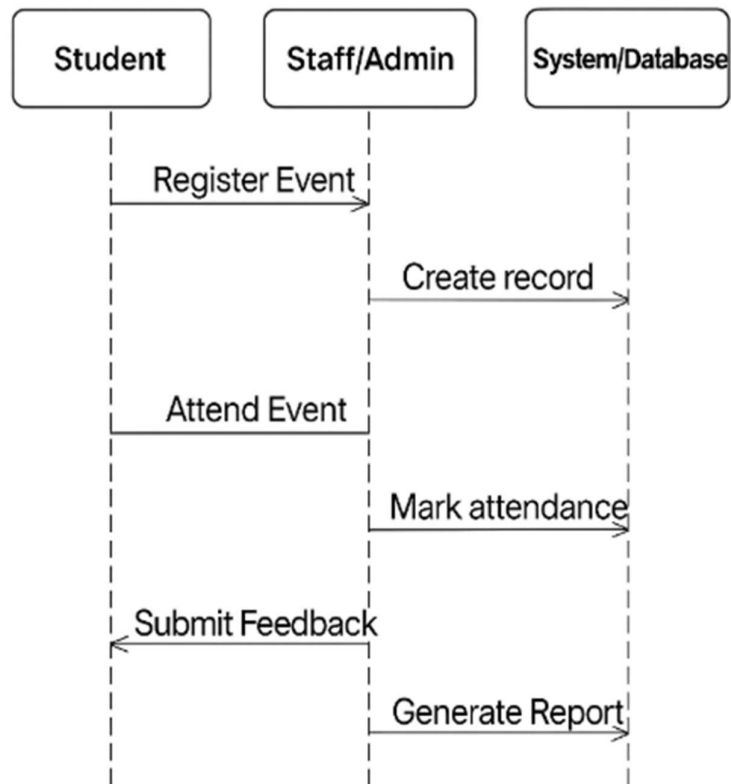 Student
Staff/Admin
System/Database
Register Event
Create record
Attend Event
Mark attendance
Submit Feedback
Generate Report